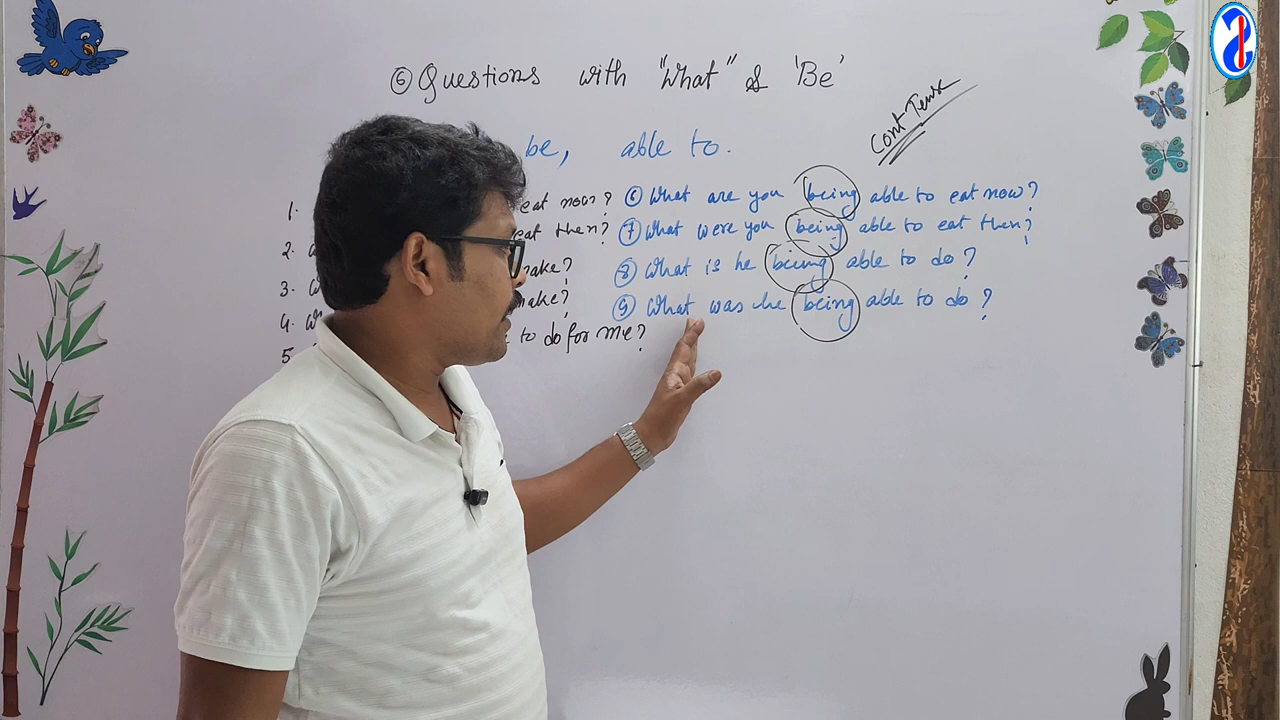 ⑥ Questions with "What" & 'Be'
Cont Tense
be, able to.
1. eat now?
2. eat then?
3. make?
4. make?
5. to do for me?
⑥ What are you being able to eat now?
⑦ What were you being able to eat then?
⑧ What is he being able to do?
⑨ What was he being able to do?